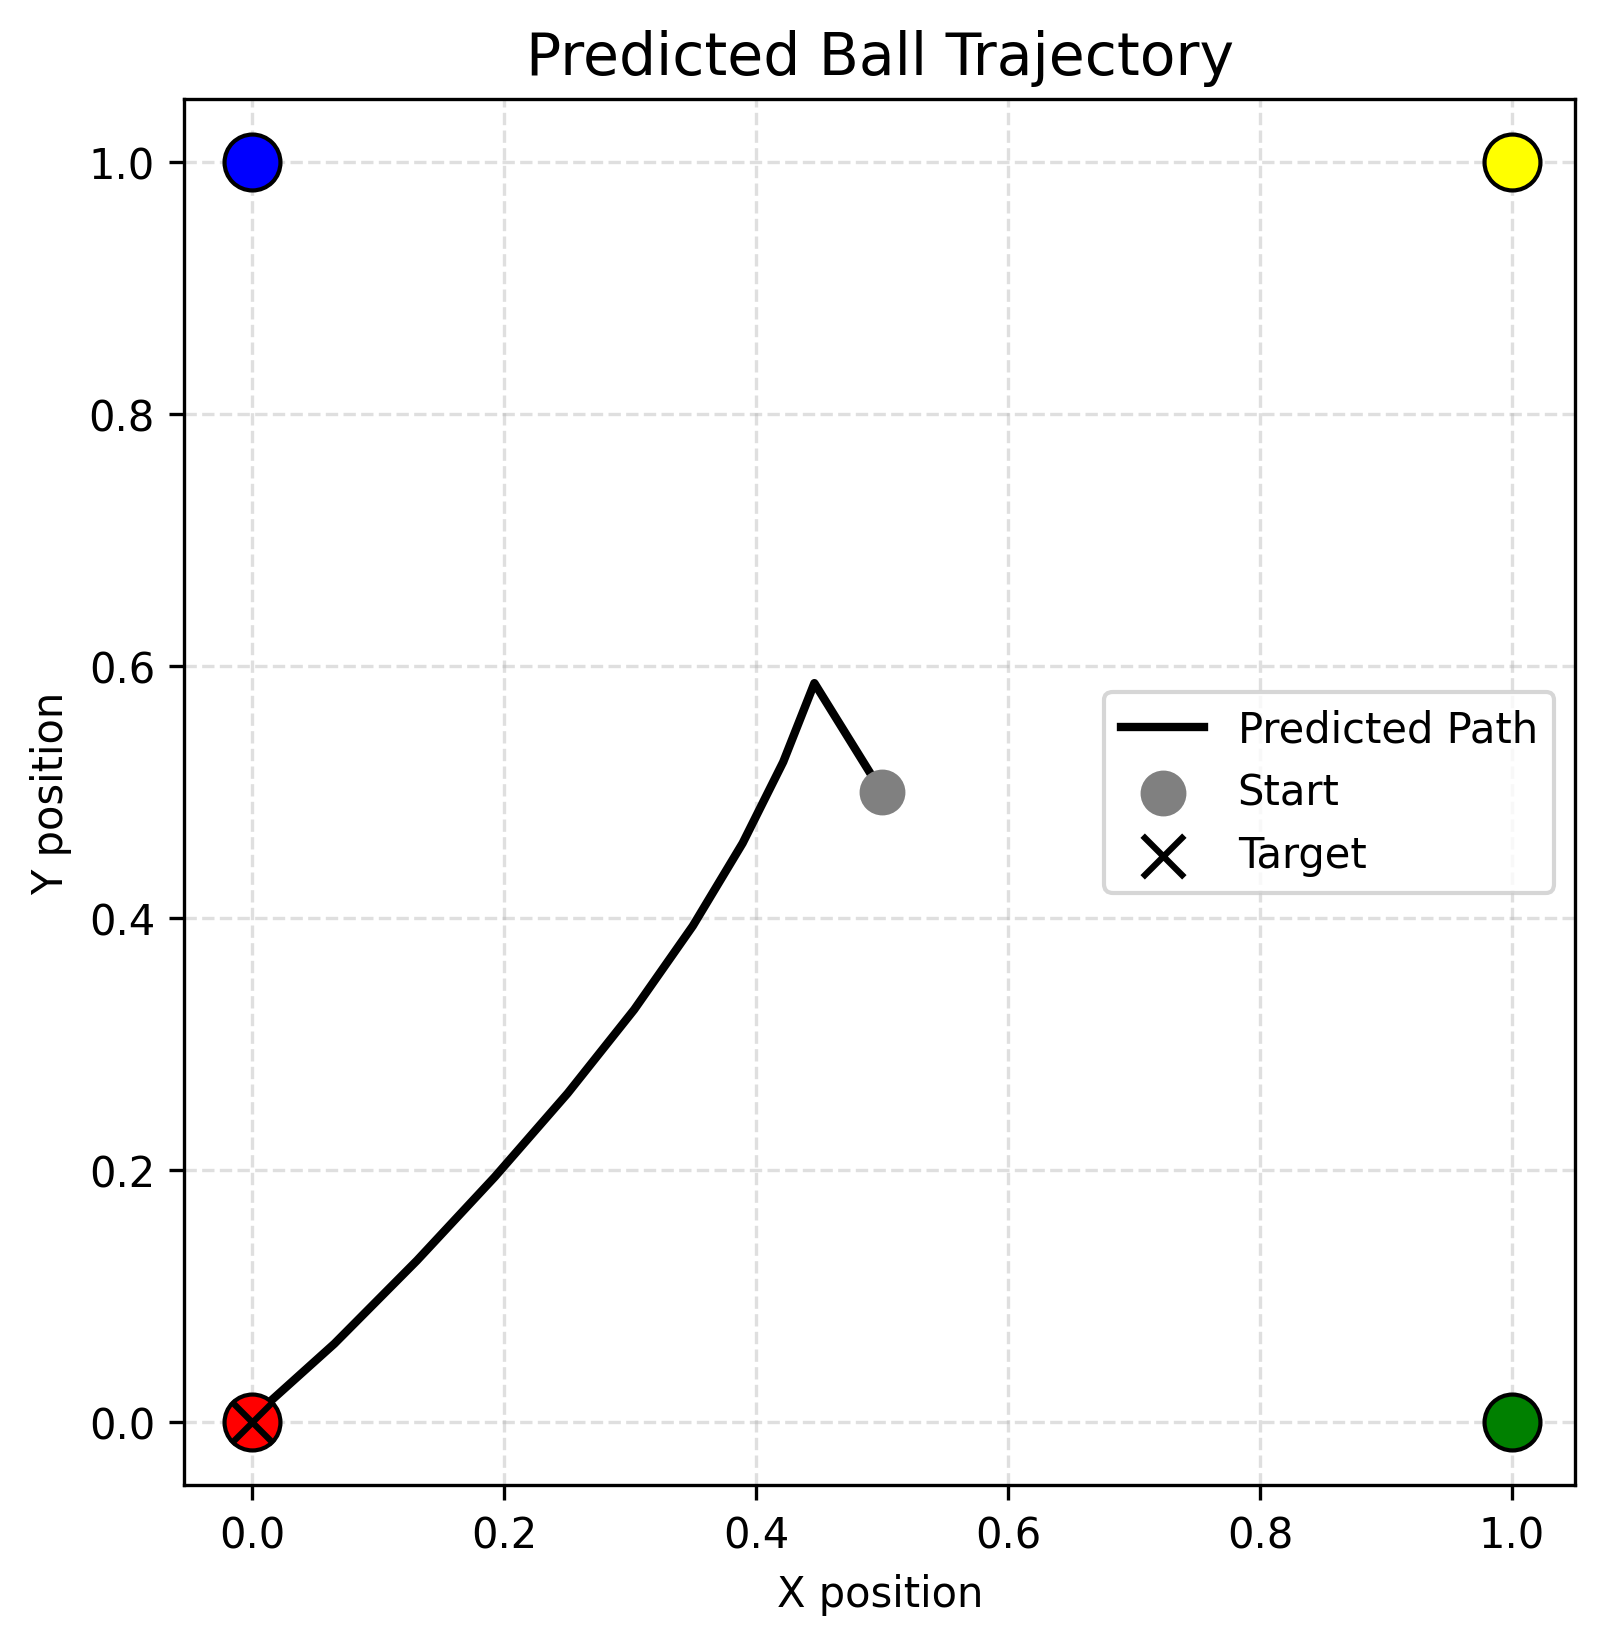 Predicted Ball Trajectory
1.0
0.8
0.6
0.4
0.2
0.0
Y position
Predicted Path
Start
Target
0.0 0.2 0.4 0.6 0.8 1.0
X position